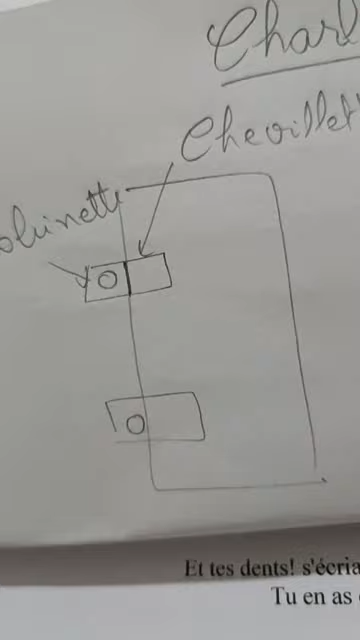 Charl
Chevillet
olinette
Et tes dents! s'écria
Tu en as